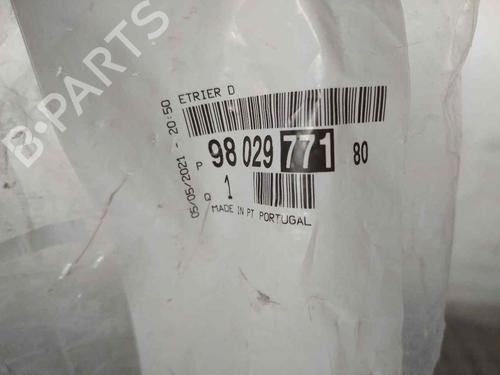 B-PARTS
ETRIER D
05/05/2021 - 20:50
P 98 029 771 80
Q 1
MADE IN PT PORTUGAL